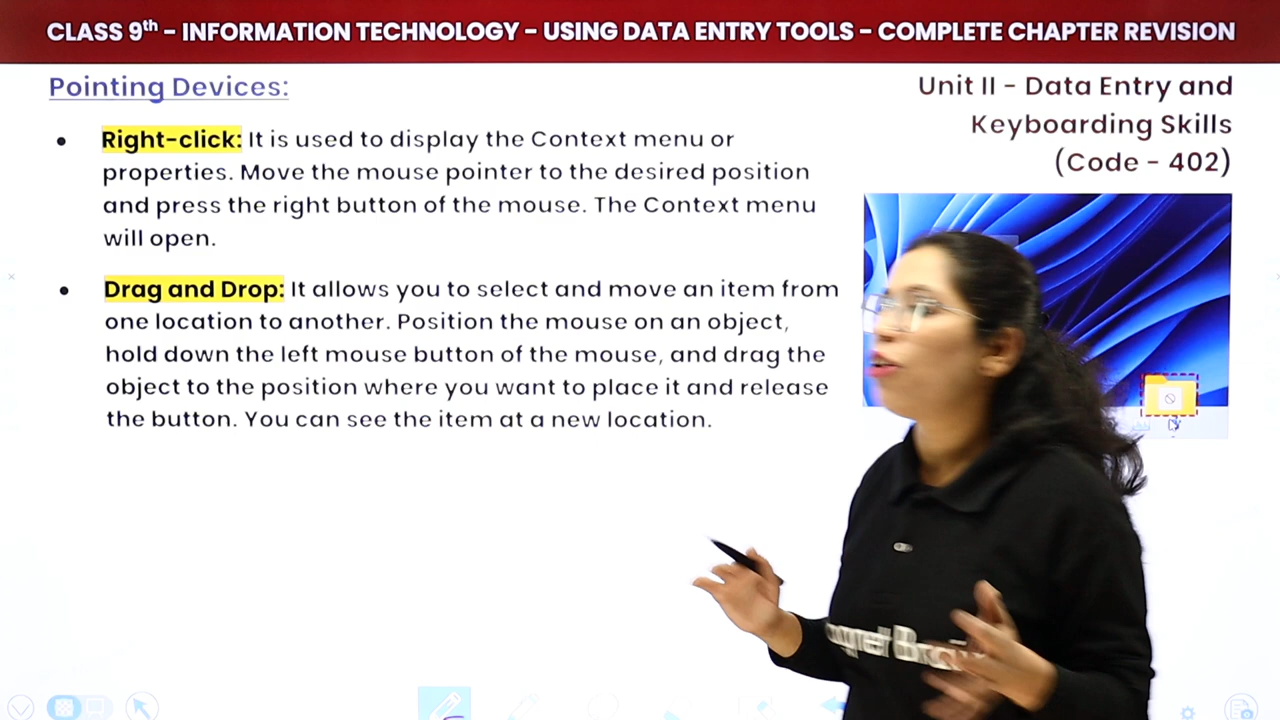 CLASS 9th - INFORMATION TECHNOLOGY - USING DATA ENTRY TOOLS - COMPLETE CHAPTER REVISION
Pointing Devices:
Unit II - Data Entry and
Keyboarding Skills
(Code - 402)
• Right-click: It is used to display the Context menu or
properties. Move the mouse pointer to the desired position
and press the right button of the mouse. The Context menu
will open.
• Drag and Drop: It allows you to select and move an item from
one location to another. Position the mouse on an object,
hold down the left mouse button of the mouse, and drag the
object to the position where you want to place it and release
the button. You can see the item at a new location.